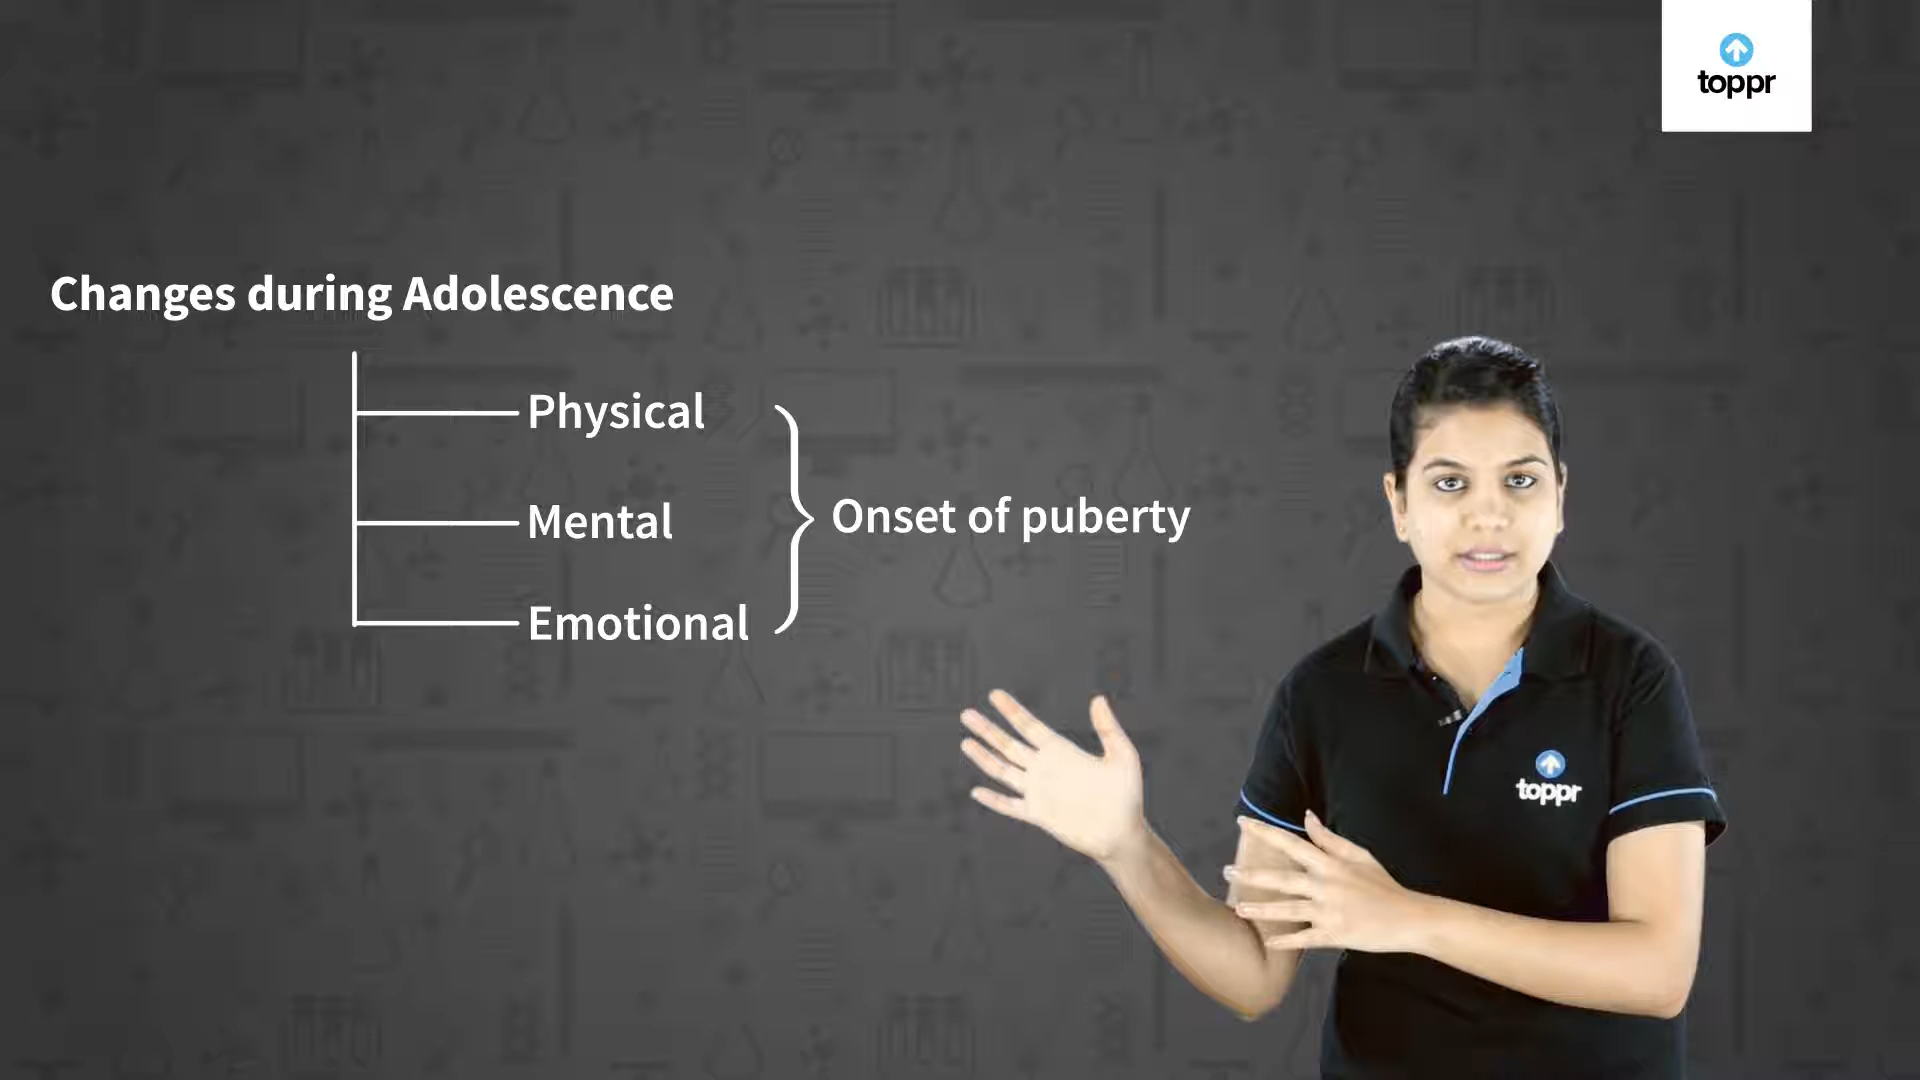 toppr
Changes during Adolescence
Physical
Mental
Onset of puberty
Emotional
toppr